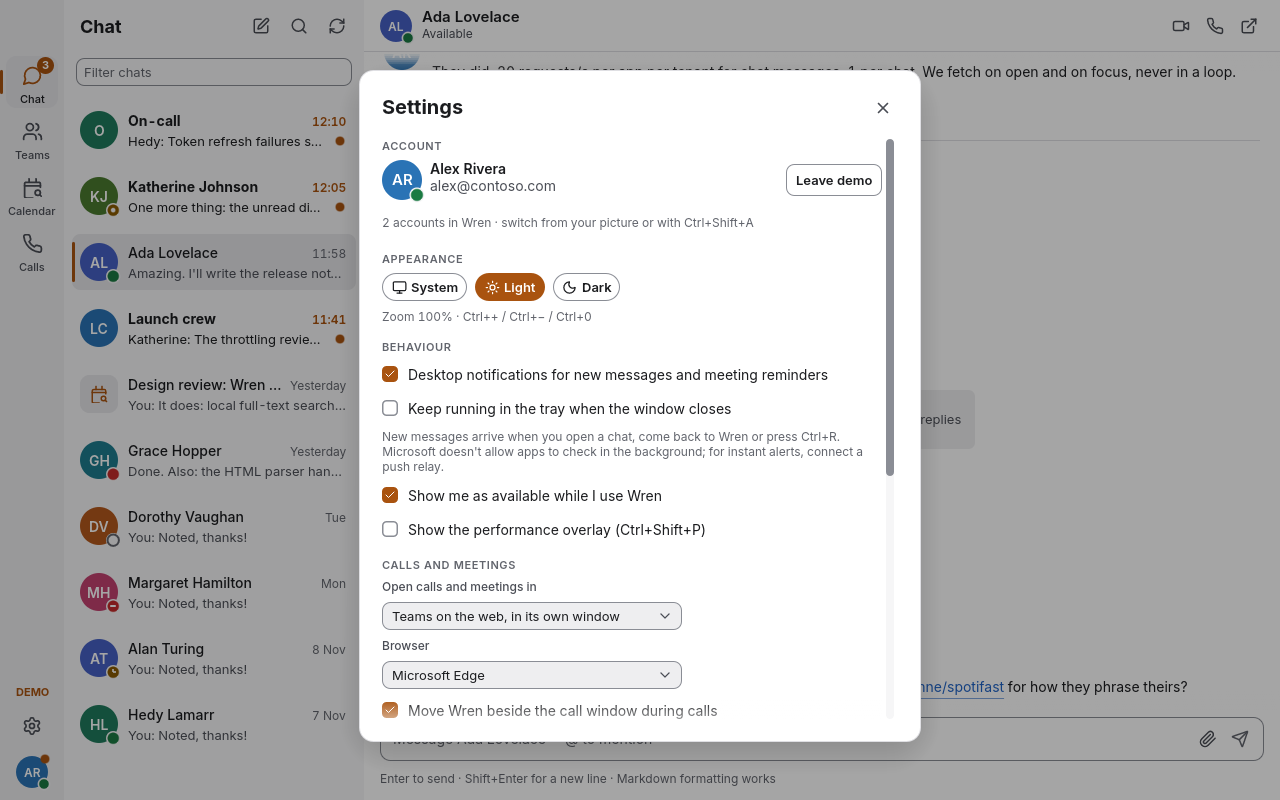 Chat
3
Chat
Teams
Calendar
Calls
DEMO
AR
Filter chats
O
On-call
12:10
Hedy: Token refresh failures s...
KJ
Katherine Johnson
12:05
One more thing: the unread di...
AL
Ada Lovelace
11:58
Amazing. I'll write the release not...
LC
Launch crew
11:41
Katherine: The throttling revie...
Design review: Wren ...
Yesterday
You: It does: local full-text search...
GH
Grace Hopper
Yesterday
Done. Also: the HTML parser han...
DV
Dorothy Vaughan
Tue
You: Noted, thanks!
MH
Margaret Hamilton
Mon
You: Noted, thanks!
AT
Alan Turing
8 Nov
You: Noted, thanks!
HL
Hedy Lamarr
7 Nov
You: Noted, thanks!
AL
Ada Lovelace
Available
We fetch on open and on focus, never in a loop.
replies
nne/spotifast for how they phrase theirs?
Enter to send · Shift+Enter for a new line · Markdown formatting works
Settings
ACCOUNT
AR
Alex Rivera
alex@contoso.com
Leave demo
2 accounts in Wren · switch from your picture or with Ctrl+Shift+A
APPEARANCE
System
Light
Dark
Zoom 100% · Ctrl++ / Ctrl+− / Ctrl+0
BEHAVIOUR
Desktop notifications for new messages and meeting reminders
Keep running in the tray when the window closes
New messages arrive when you open a chat, come back to Wren or press Ctrl+R.
Microsoft doesn't allow apps to check in the background; for instant alerts, connect a
push relay.
Show me as available while I use Wren
Show the performance overlay (Ctrl+Shift+P)
CALLS AND MEETINGS
Open calls and meetings in
Teams on the web, in its own window
Browser
Microsoft Edge
Move Wren beside the call window during calls